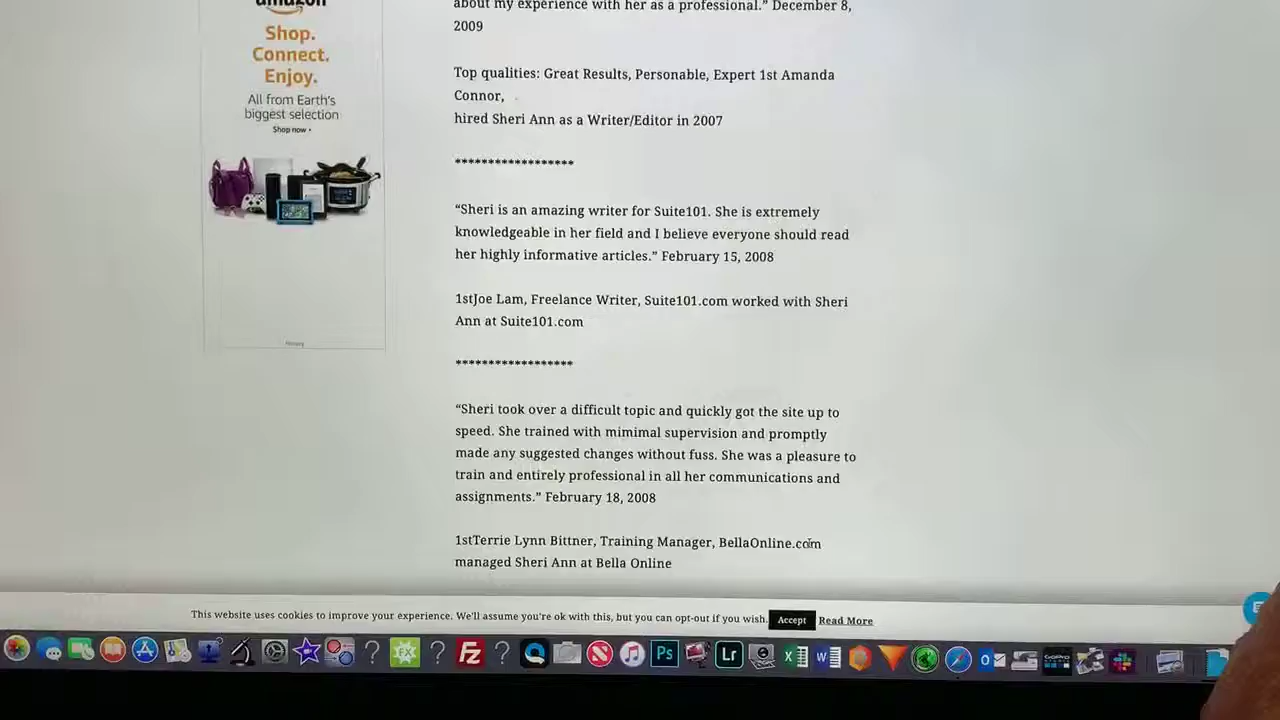 amazon
Shop.
Connect.
Enjoy.
All from Earth's
biggest selection
Shop now
about my experience with her as a professional.” December 8,
2009
Top qualities: Great Results, Personable, Expert 1st Amanda
Connor,
hired Sheri Ann as a Writer/Editor in 2007
******************
“Sheri is an amazing writer for Suite101. She is extremely
knowledgeable in her field and I believe everyone should read
her highly informative articles.” February 15, 2008
1stJoe Lam, Freelance Writer, Suite101.com worked with Sheri
Ann at Suite101.com
******************
“Sheri took over a difficult topic and quickly got the site up to
speed. She trained with mimimal supervision and promptly
made any suggested changes without fuss. She was a pleasure to
train and entirely professional in all her communications and
assignments.” February 18, 2008
1stTerrie Lynn Bittner, Training Manager, BellaOnline.com
managed Sheri Ann at Bella Online
This website uses cookies to improve your experience. We'll assume you're ok with this, but you can opt-out if you wish. Accept Read More
? FX ? Fz ? Ps Lr X W